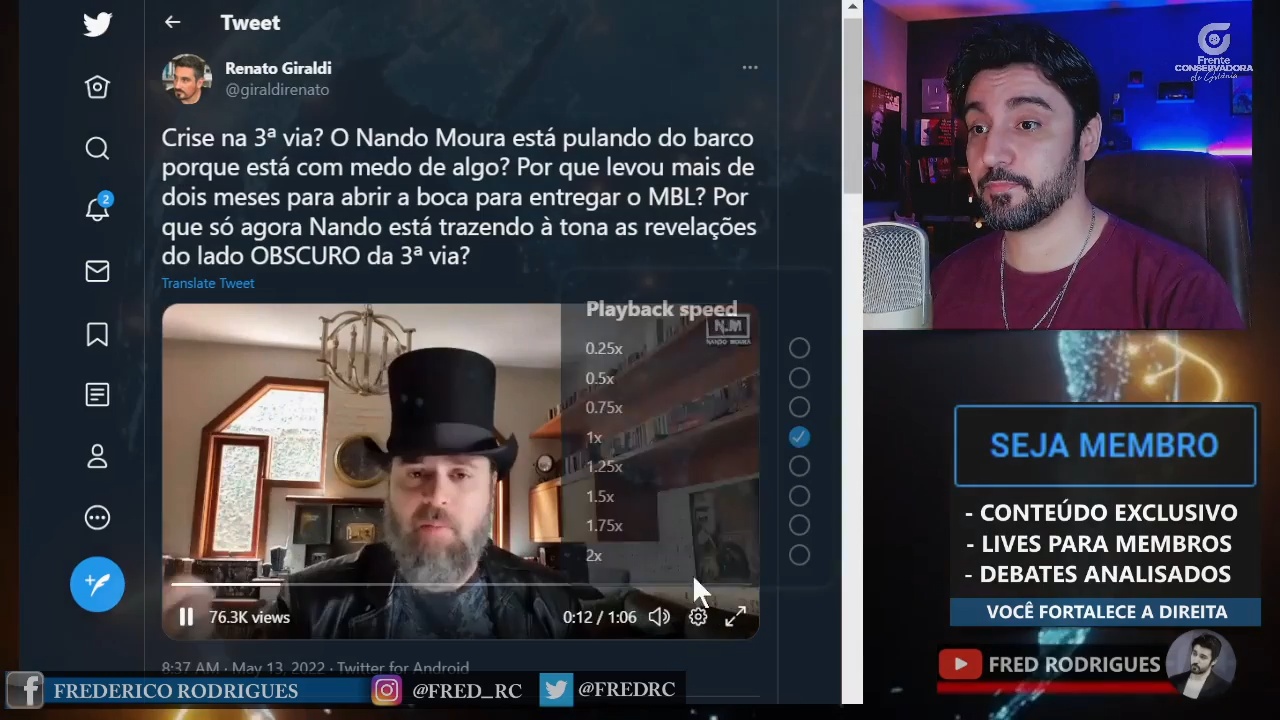 Tweet
Renato Giraldi
@giraldirenato
Crise na 3ª via? O Nando Moura está pulando do barco
porque está com medo de algo? Por que levou mais de
dois meses para abrir a boca para entregar o MBL? Por
que só agora Nando está trazendo à tona as revelações
do lado OBSCURO da 3ª via?
Translate Tweet
2
Playback speed
0.25x
0.5x
0.75x
1x
1.25x
1.5x
1.75x
2x
N.M
NANDO MOURA
76.3K views
0:12 / 1:06
8:37 AM · May 13, 2022 · Twitter for Android
Frente
CONSERVADORA
de Goiânia
SEJA MEMBRO
- CONTEÚDO EXCLUSIVO
- LIVES PARA MEMBROS
- DEBATES ANALISADOS
VOCÊ FORTALECE A DIREITA
FRED RODRIGUES
FREDERICO RODRIGUES
@FRED_RC
@FREDRC